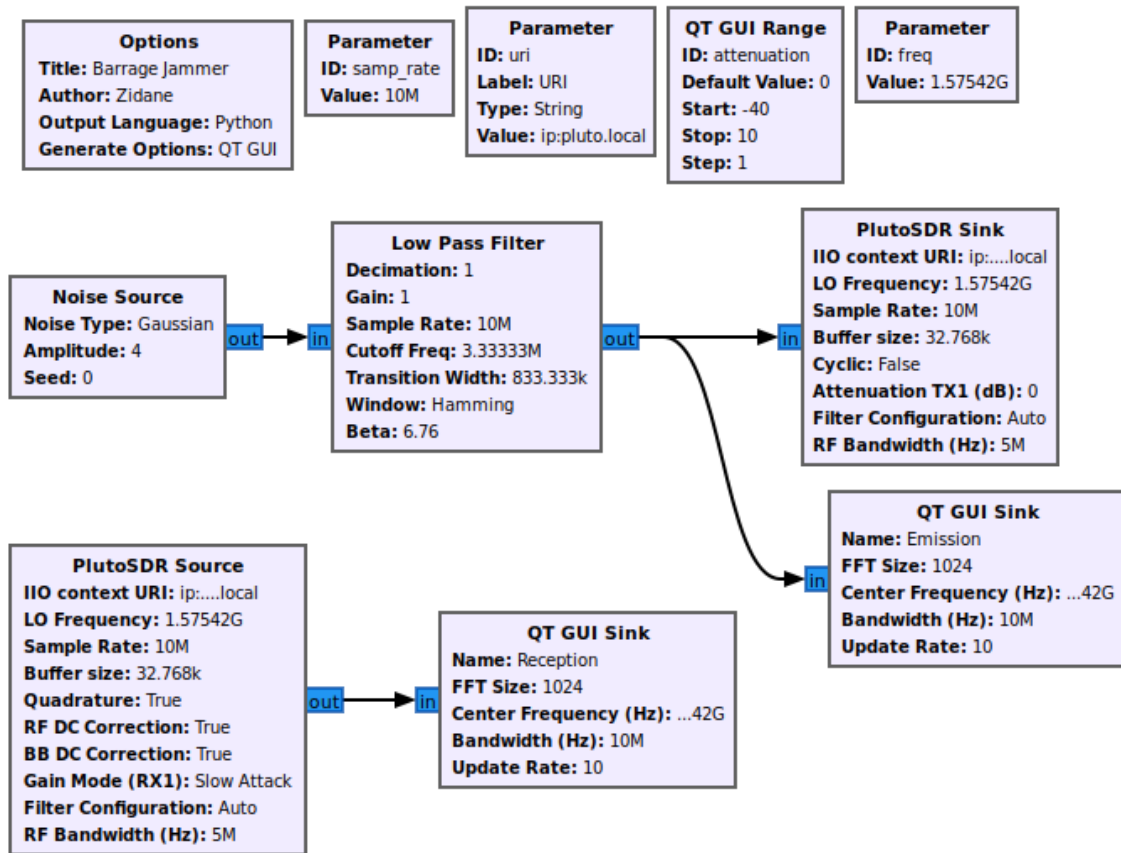 Options
Title: Barrage Jammer
Author: Zidane
Output Language: Python
Generate Options: QT GUI
Parameter
ID: samp_rate
Value: 10M
Parameter
ID: uri
Label: URI
Type: String
Value: ip:pluto.local
QT GUI Range
ID: attenuation
Default Value: 0
Start: -40
Stop: 10
Step: 1
Parameter
ID: freq
Value: 1.57542G
Noise Source
Noise Type: Gaussian
Amplitude: 4
Seed: 0
out
in
Low Pass Filter
Decimation: 1
Gain: 1
Sample Rate: 10M
Cutoff Freq: 3.33333M
Transition Width: 833.333k
Window: Hamming
Beta: 6.76
out
in
PlutoSDR Sink
IIO context URI: ip:....local
LO Frequency: 1.57542G
Sample Rate: 10M
Buffer size: 32.768k
Cyclic: False
Attenuation TX1 (dB): 0
Filter Configuration: Auto
RF Bandwidth (Hz): 5M
in
QT GUI Sink
Name: Emission
FFT Size: 1024
Center Frequency (Hz): ...42G
Bandwidth (Hz): 10M
Update Rate: 10
PlutoSDR Source
IIO context URI: ip:....local
LO Frequency: 1.57542G
Sample Rate: 10M
Buffer size: 32.768k
Quadrature: True
RF DC Correction: True
BB DC Correction: True
Gain Mode (RX1): Slow Attack
Filter Configuration: Auto
RF Bandwidth (Hz): 5M
out
in
QT GUI Sink
Name: Reception
FFT Size: 1024
Center Frequency (Hz): ...42G
Bandwidth (Hz): 10M
Update Rate: 10